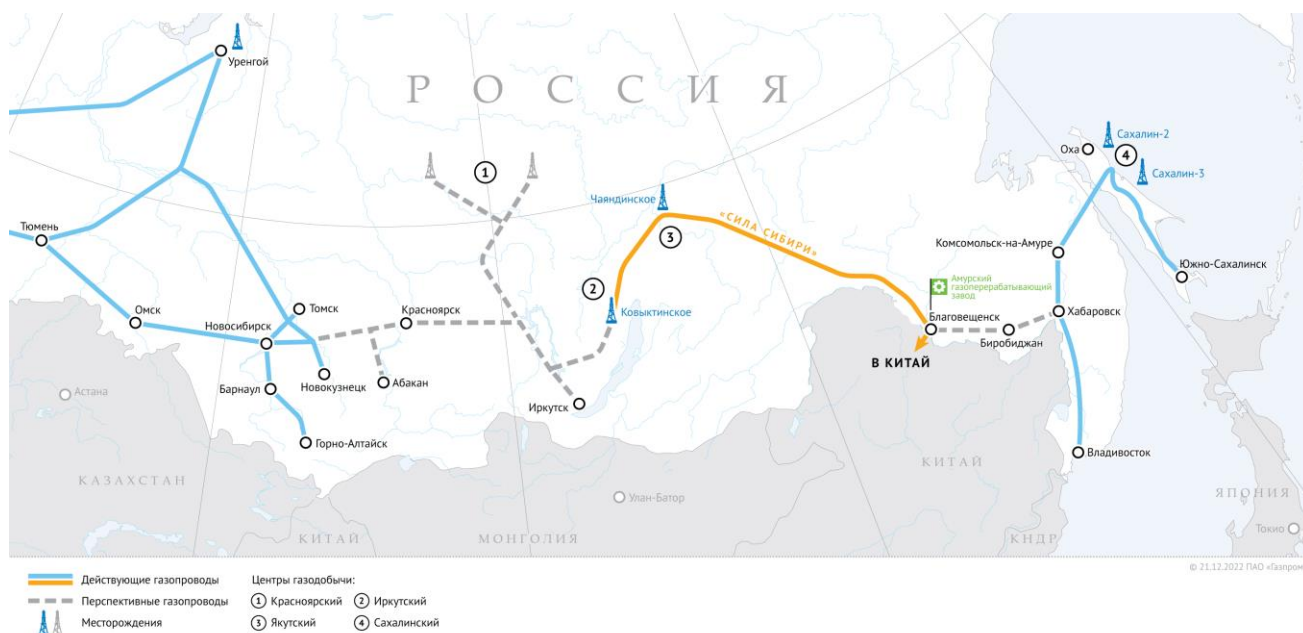 Уренгой
РОССИЯ
1
Оха
Сахалин-2
4
Сахалин-3
Чаяндинское
«СИЛА СИБИРИ»
3
Тюмень
Комсомольск-на-Амуре
Южно-Сахалинск
2
Амурский
газоперерабатывающий
завод
Омск
Томск
Красноярск
Ковыктинское
Новосибирск
Благовещенск
Хабаровск
Биробиджан
В КИТАЙ
Астана
Барнаул
Новокузнецк
Абакан
Иркутск
Горно-Алтайск
Владивосток
КАЗАХСТАН
КИТАЙ
Улан-Батор
ЯПОНИЯ
Токио
КИТАЙ
МОНГОЛИЯ
КНДР
© 21.12.2022 ПАО «Газпром
Действующие газопроводы
Центры газодобычи:
Перспективные газопроводы
1 Красноярский 2 Иркутский
Месторождения
3 Якутский 4 Сахалинский